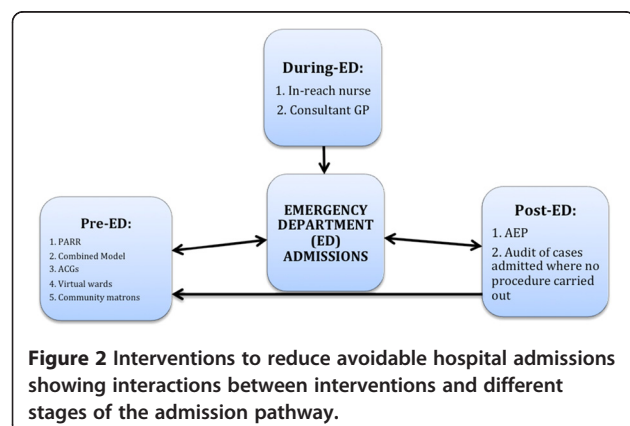 During-ED:
1. In-reach nurse
2. Consultant GP
EMERGENCY
DEPARTMENT
(ED)
ADMISSIONS
Pre-ED:
1. PARR
2. Combined Model
3. ACGs
4. Virtual wards
5. Community matrons
Post-ED:
1. AEP
2. Audit of cases
admitted where no
procedure carried
out
Figure 2 Interventions to reduce avoidable hospital admissions
showing interactions between interventions and different
stages of the admission pathway.